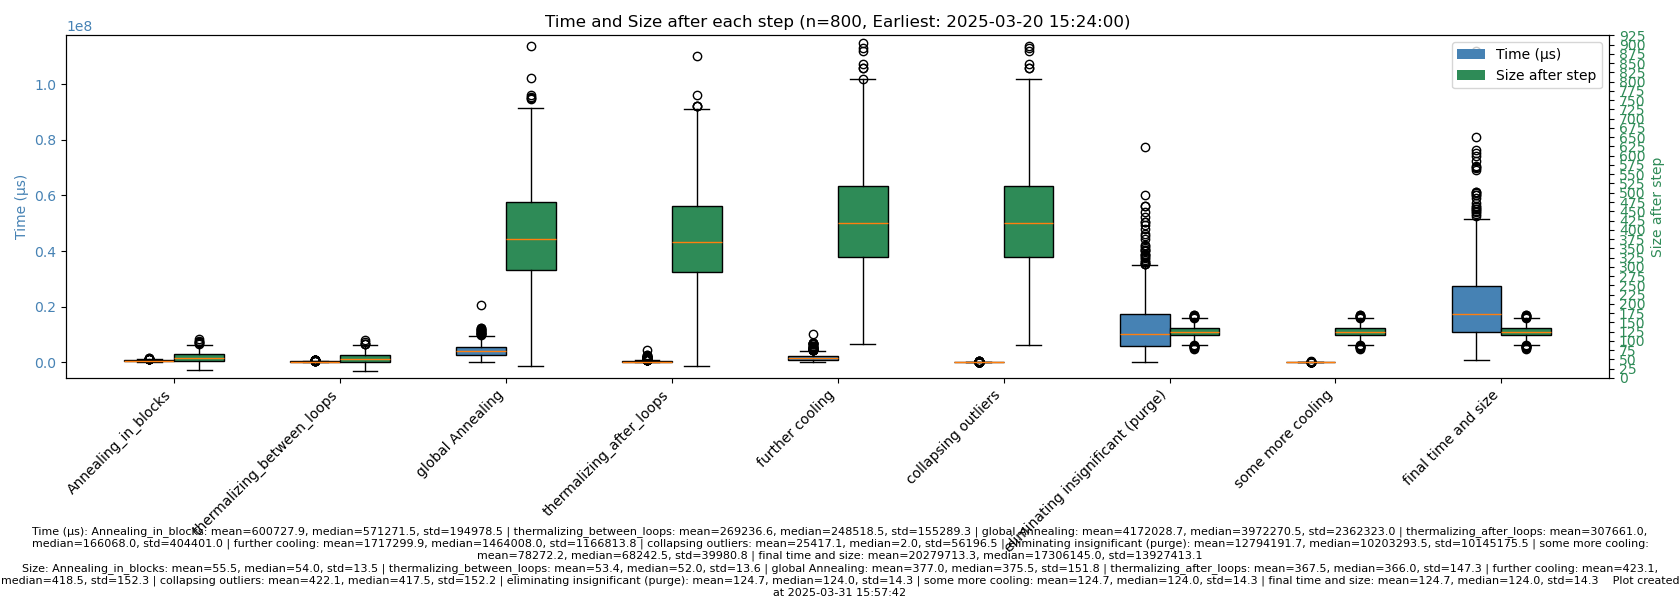 Time and Size after each step (n=800, Earliest: 2025-03-20 15:24:00)
1e8
Time (µs)
Size after step
1.0
0.8
0.6
0.4
0.2
0.0
Time (µs)
925
900
875
850
825
800
775
750
725
700
675
650
625
600
575
550
525
500
475
450
425
400
375
350
325
300
275
250
225
200
175
150
125
100
75
50
25
0
Size after step
Annealing_in_blocks
thermalizing_between_loops
global Annealing
thermalizing_after_loops
further cooling
collapsing outliers
eliminating insignificant (purge)
some more cooling
final time and size
Time (µs): Annealing_in_blocks: mean=600727.9, median=571271.5, std=194978.5 | thermalizing_between_loops: mean=269236.6, median=248518.5, std=155289.3 | global Annealing: mean=4172028.7, median=3972270.5, std=2362323.0 | thermalizing_after_loops: mean=307661.0,
median=166068.0, std=404401.0 | further cooling: mean=1717299.9, median=1464008.0, std=1166813.8 | collapsing outliers: mean=25417.1, median=2.0, std=56196.5 | eliminating insignificant (purge): mean=12794191.7, median=10203293.5, std=10145175.5 | some more cooling:
mean=78272.2, median=68242.5, std=39980.8 | final time and size: mean=20279713.3, median=17306145.0, std=13927413.1
Size: Annealing_in_blocks: mean=55.5, median=54.0, std=13.5 | thermalizing_between_loops: mean=53.4, median=52.0, std=13.6 | global Annealing: mean=377.0, median=375.5, std=151.8 | thermalizing_after_loops: mean=367.5, median=366.0, std=147.3 | further cooling: mean=423.1,
median=418.5, std=152.3 | collapsing outliers: mean=422.1, median=417.5, std=152.2 | eliminating insignificant (purge): mean=124.7, median=124.0, std=14.3 | some more cooling: mean=124.7, median=124.0, std=14.3 | final time and size: mean=124.7, median=124.0, std=14.3 Plot created
at 2025-03-31 15:57:42